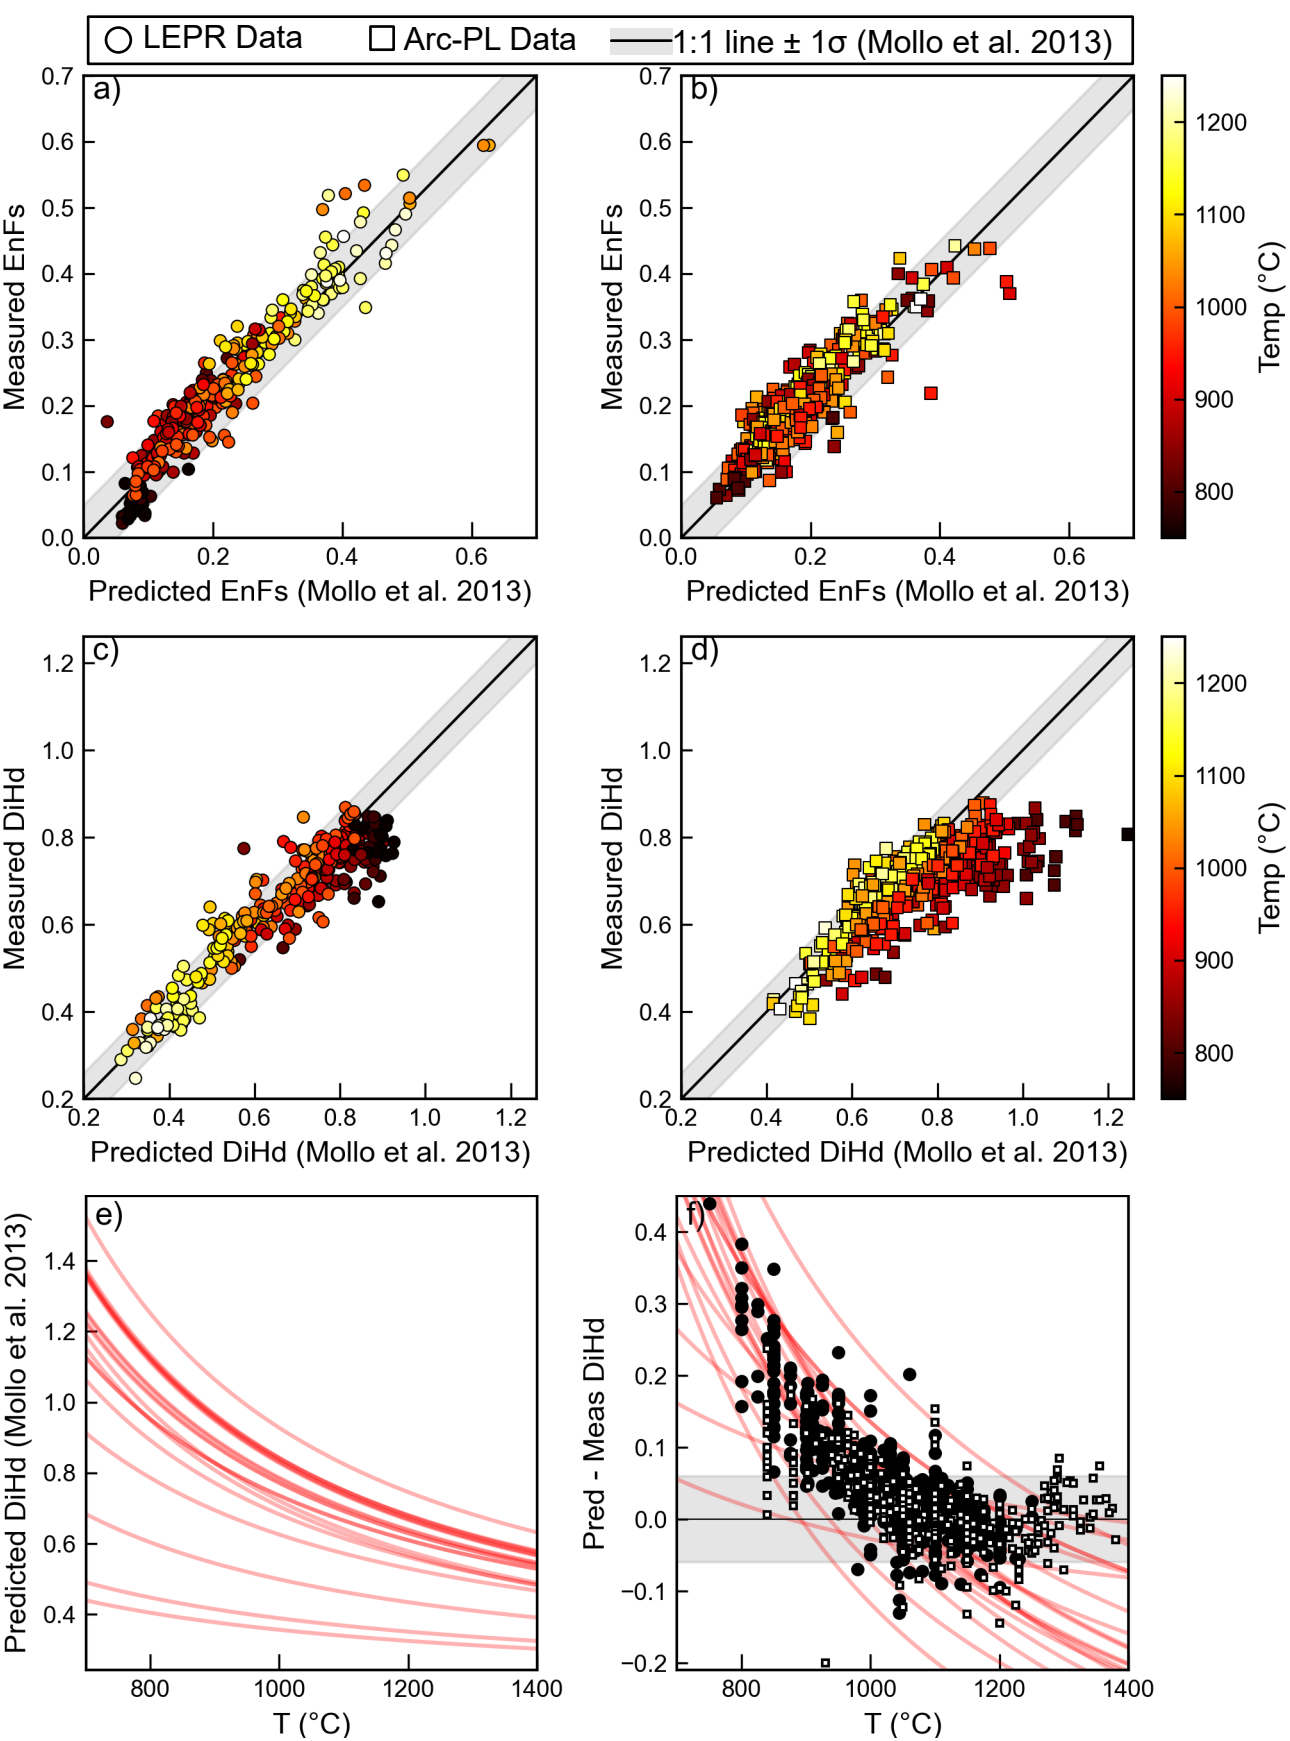 LEPR Data Arc-PL Data 1:1 line ± 1σ (Mollo et al. 2013)
a)
0.7
0.6
0.5
0.4
0.3
0.2
0.1
0.0
Measured EnFs
0.0 0.2 0.4 0.6
Predicted EnFs (Mollo et al. 2013)
b)
0.7
0.6
0.5
0.4
0.3
0.2
0.1
0.0
Measured EnFs
0.0 0.2 0.4 0.6
Predicted EnFs (Mollo et al. 2013)
1200
1100
1000
900
800
Temp (°C)
c)
1.2
1.0
0.8
0.6
0.4
0.2
Measured DiHd
0.2 0.4 0.6 0.8 1.0 1.2
Predicted DiHd (Mollo et al. 2013)
d)
1.2
1.0
0.8
0.6
0.4
0.2
Measured DiHd
0.2 0.4 0.6 0.8 1.0 1.2
Predicted DiHd (Mollo et al. 2013)
1200
1100
1000
900
800
Temp (°C)
e)
1.4
1.2
1.0
0.8
0.6
0.4
Predicted DiHd (Mollo et al. 2013)
800 1000 1200 1400
T (°C)
f)
0.4
0.3
0.2
0.1
0.0
−0.1
−0.2
Pred - Meas DiHd
800 1000 1200 1400
T (°C)